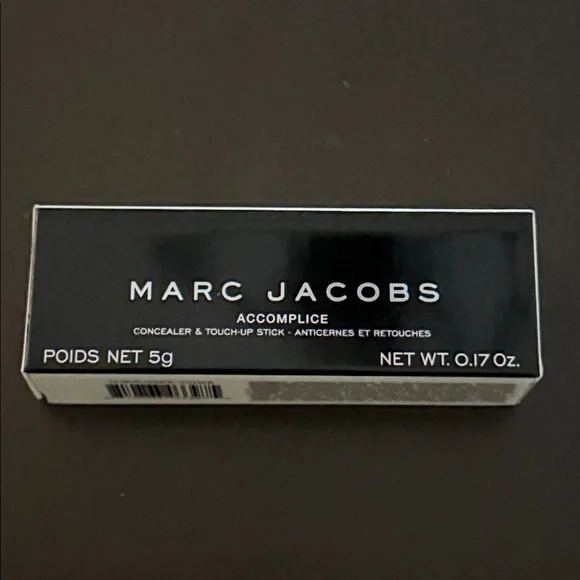 MARC JACOBS
ACCOMPLICE
CONCEALER & TOUCH-UP STICK - ANTICERNES ET RETOUCHES
POIDS NET 5g NET WT. 0.17 Oz.